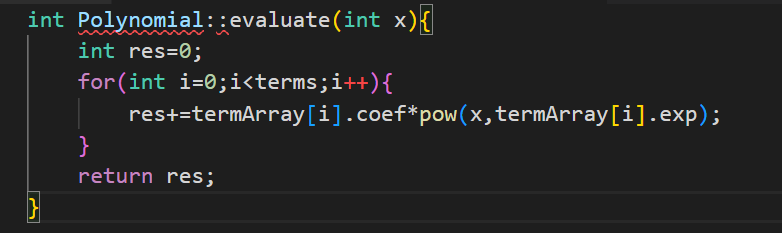 int Polynomial::evaluate(int x){
    int res=0;
    for(int i=0;i<terms;i++){
        res+=termArray[i].coef*pow(x,termArray[i].exp);
    }
    return res;
}